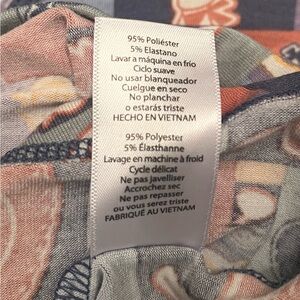 95% Poliéster
5% Elastano
Lavar a máquina en frío
Ciclo suave
No usar blanqueador
Cuelgue en seco
No planchar
o estarás triste
HECHO EN VIETNAM
95% Polyester
5% Élasthanne
Lavage en machine à froid
Cycle délicat
Ne pas javelliser
Accrochez sec
Ne pas repasser
ou vous serez triste
FABRIQUÉ AU VIETNAM